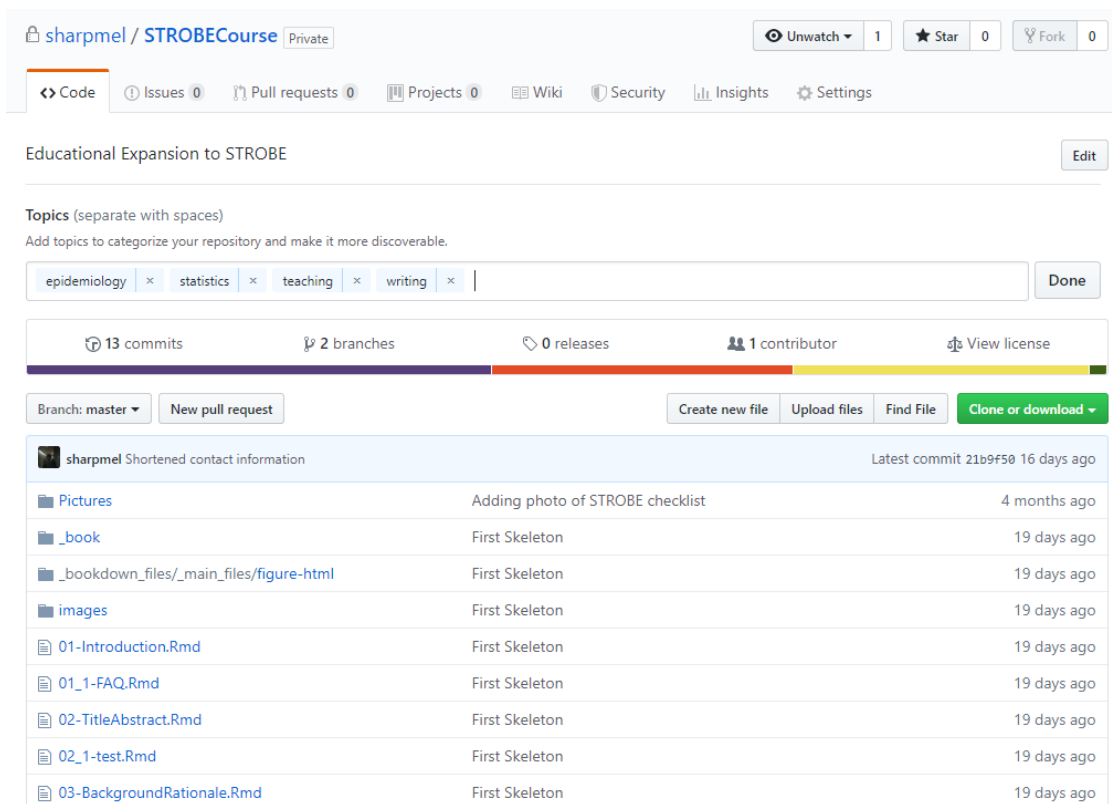 sharpmel / STROBECourse Private Unwatch 1 Star 0 Fork 0
Code Issues 0 Pull requests 0 Projects 0 Wiki Security Insights Settings
Educational Expansion to STROBE Edit
Topics (separate with spaces)
Add topics to categorize your repository and make it more discoverable.
epidemiology × statistics × teaching × writing × Done
13 commits 2 branches 0 releases 1 contributor View license
Branch: master New pull request Create new file Upload files Find File Clone or download
sharpmel Shortened contact information Latest commit 21b9f50 16 days ago
Pictures Adding photo of STROBE checklist 4 months ago
_book First Skeleton 19 days ago
_bookdown_files/_main_files/figure-html First Skeleton 19 days ago
images First Skeleton 19 days ago
01-Introduction.Rmd First Skeleton 19 days ago
01_1-FAQ.Rmd First Skeleton 19 days ago
02-TitleAbstract.Rmd First Skeleton 19 days ago
02_1-test.Rmd First Skeleton 19 days ago
03-BackgroundRationale.Rmd First Skeleton 19 days ago